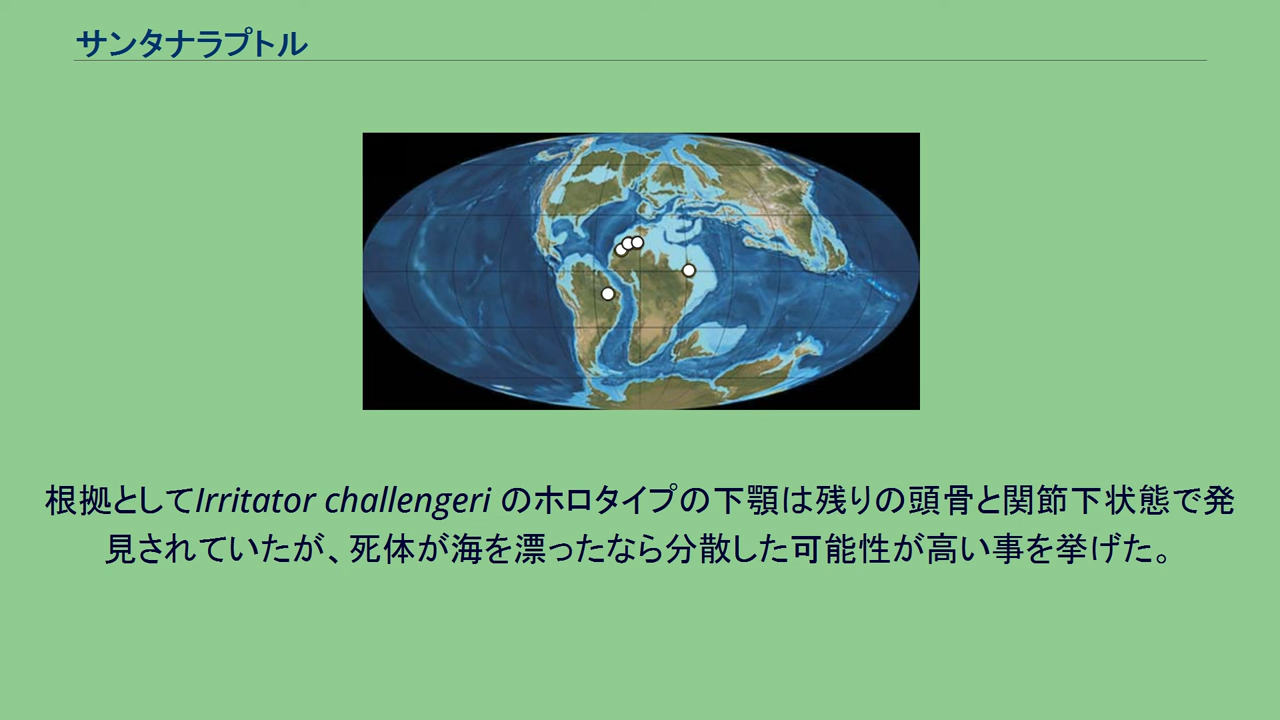 サンタナラプトル
根拠としてIrritator challengeri のホロタイプの下顎は残りの頭骨と関節下状態で発
見されていたが、死体が海を漂ったなら分散した可能性が高い事を挙げた。